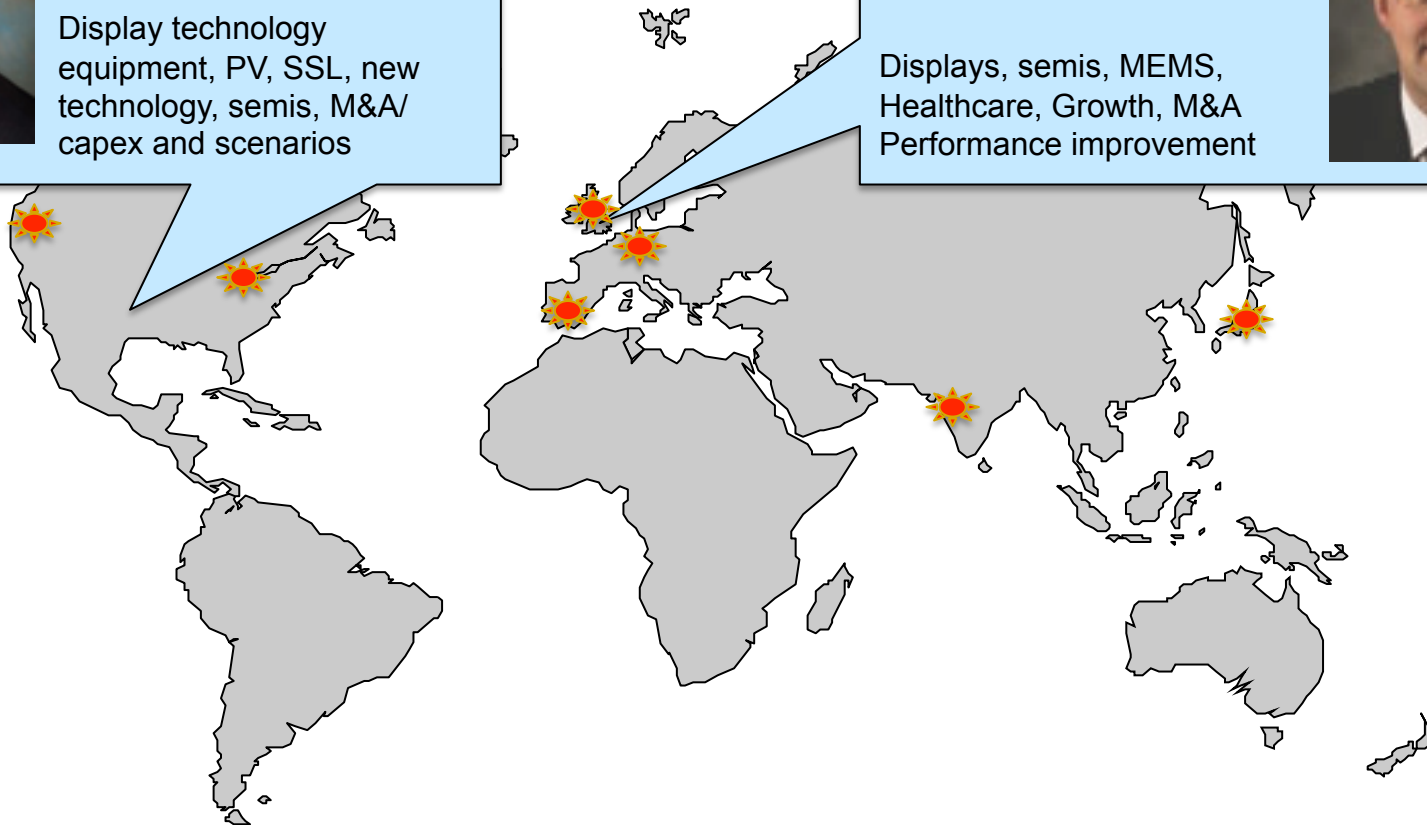 Display technology
equipment, PV, SSL, new
technology, semis, M&A/
capex and scenarios
Displays, semis, MEMS,
Healthcare, Growth, M&A
Performance improvement